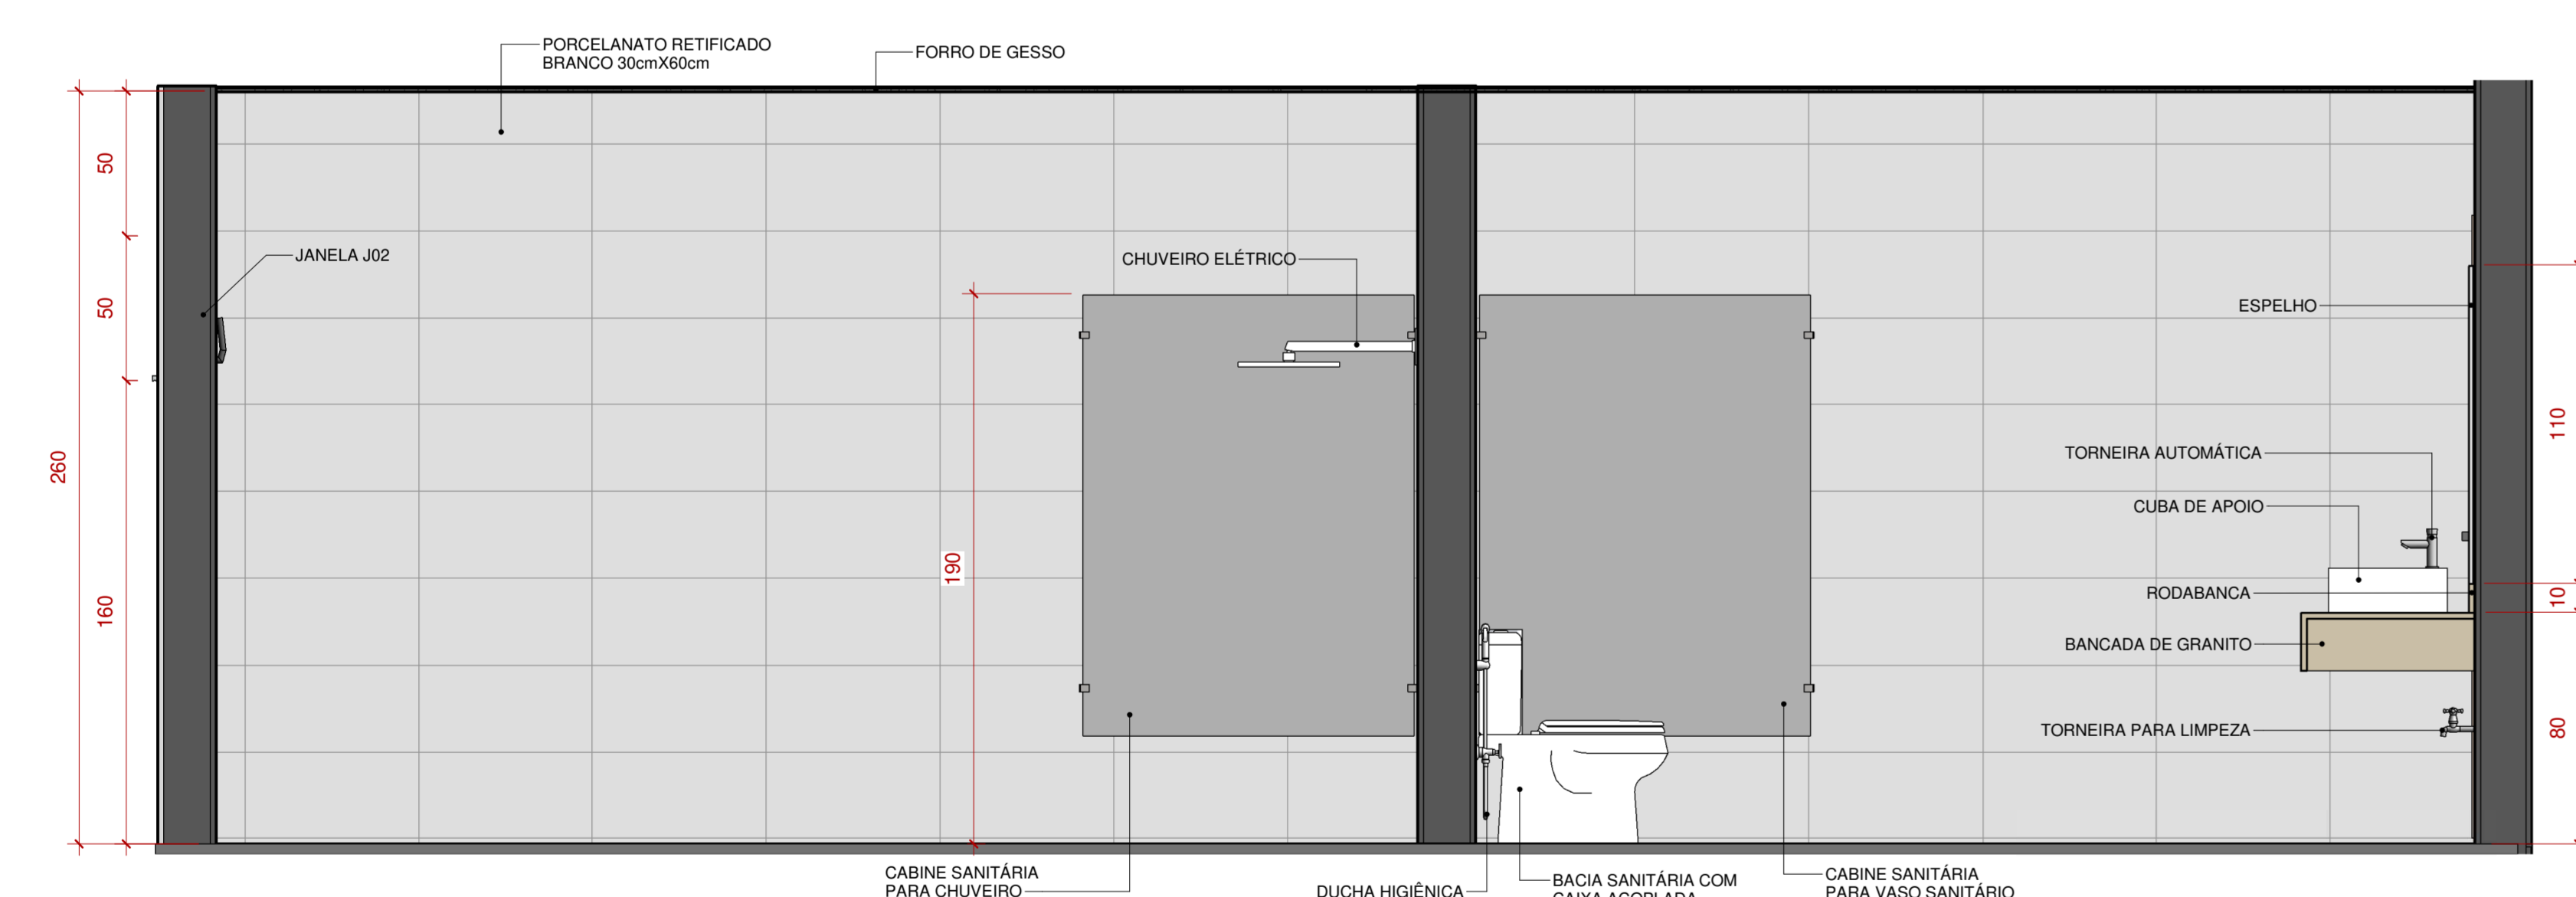 PORCELANATO RETIFICADO
BRANCO 30cmX60cm
FORRO DE GESSO
50
JANELA J02
CHUVEIRO ELÉTRICO
50
ESPELHO
110
TORNEIRA AUTOMÁTICA
260
CUBA DE APOIO
190
RODABANCA
10
160
BANCADA DE GRANITO
TORNEIRA PARA LIMPEZA
80
CABINE SANITÁRIA
PARA CHUVEIRO
DUCHA HIGIÊNICA
BACIA SANITÁRIA COM
CAIXA ACOPLADA
CABINE SANITÁRIA
PARA VASO SANITÁRIO